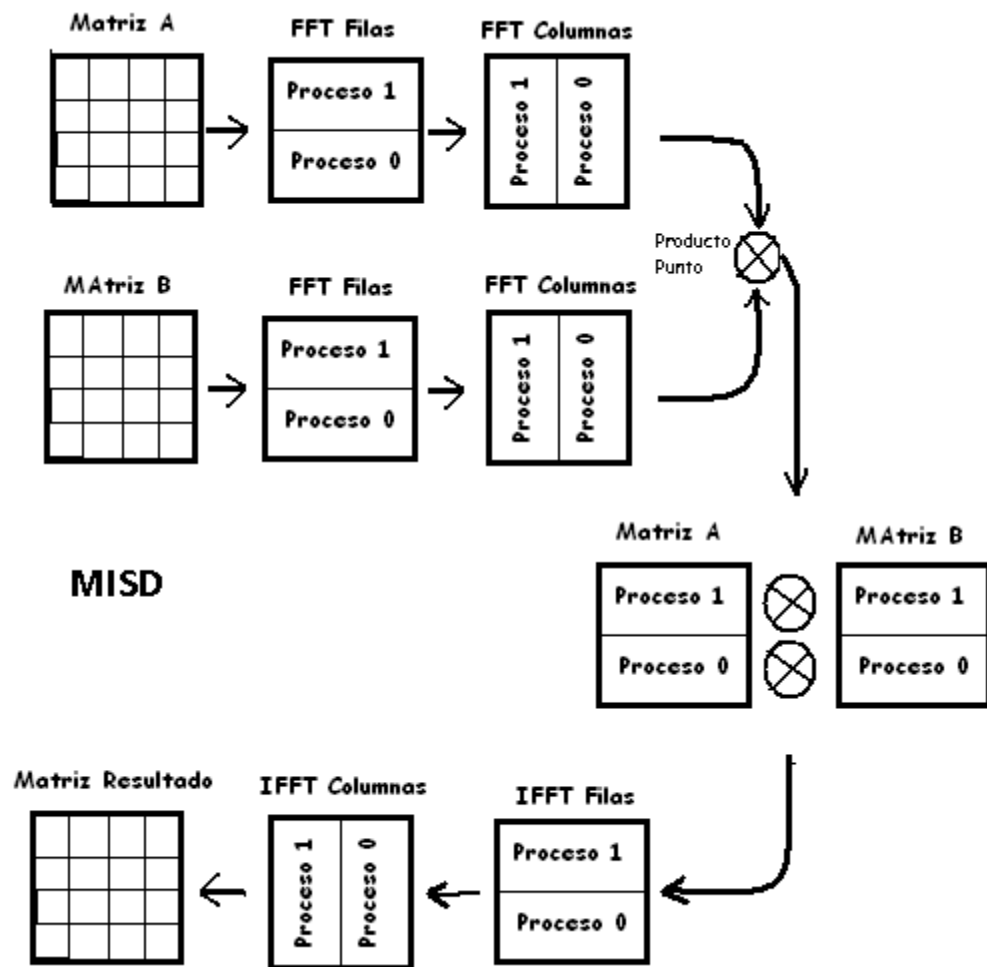 Matriz A
FFT Filas
FFT Columnas
Proceso 1
Proceso 0
Proceso 1
Proceso 0
Producto
Punto
MAtriz B
FFT Filas
FFT Columnas
Proceso 1
Proceso 0
Proceso 1
Proceso 0
Matriz A
MAtriz B
MISD
Proceso 1
Proceso 1
Proceso 0
Proceso 0
Matriz Resultado
IFFT Columnas
IFFT Filas
Proceso 1
Proceso 0
Proceso 1
Proceso 0